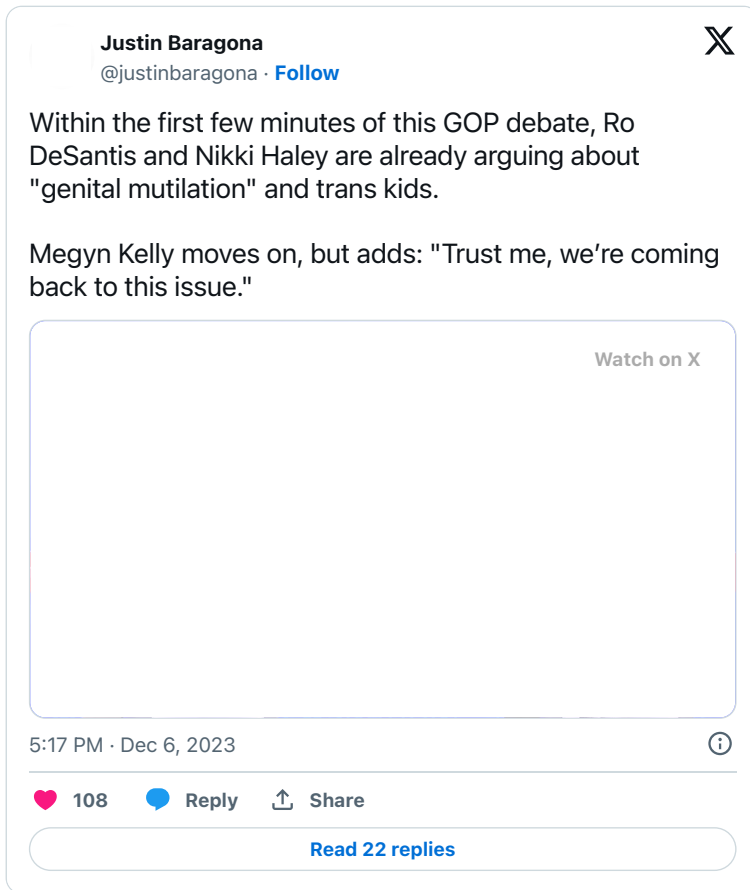 Justin Baragona
@justinbaragona · Follow
Within the first few minutes of this GOP debate, Ro
DeSantis and Nikki Haley are already arguing about
"genital mutilation" and trans kids.
Megyn Kelly moves on, but adds: "Trust me, we’re coming
back to this issue."
Watch on X
5:17 PM · Dec 6, 2023
108 Reply Share
Read 22 replies